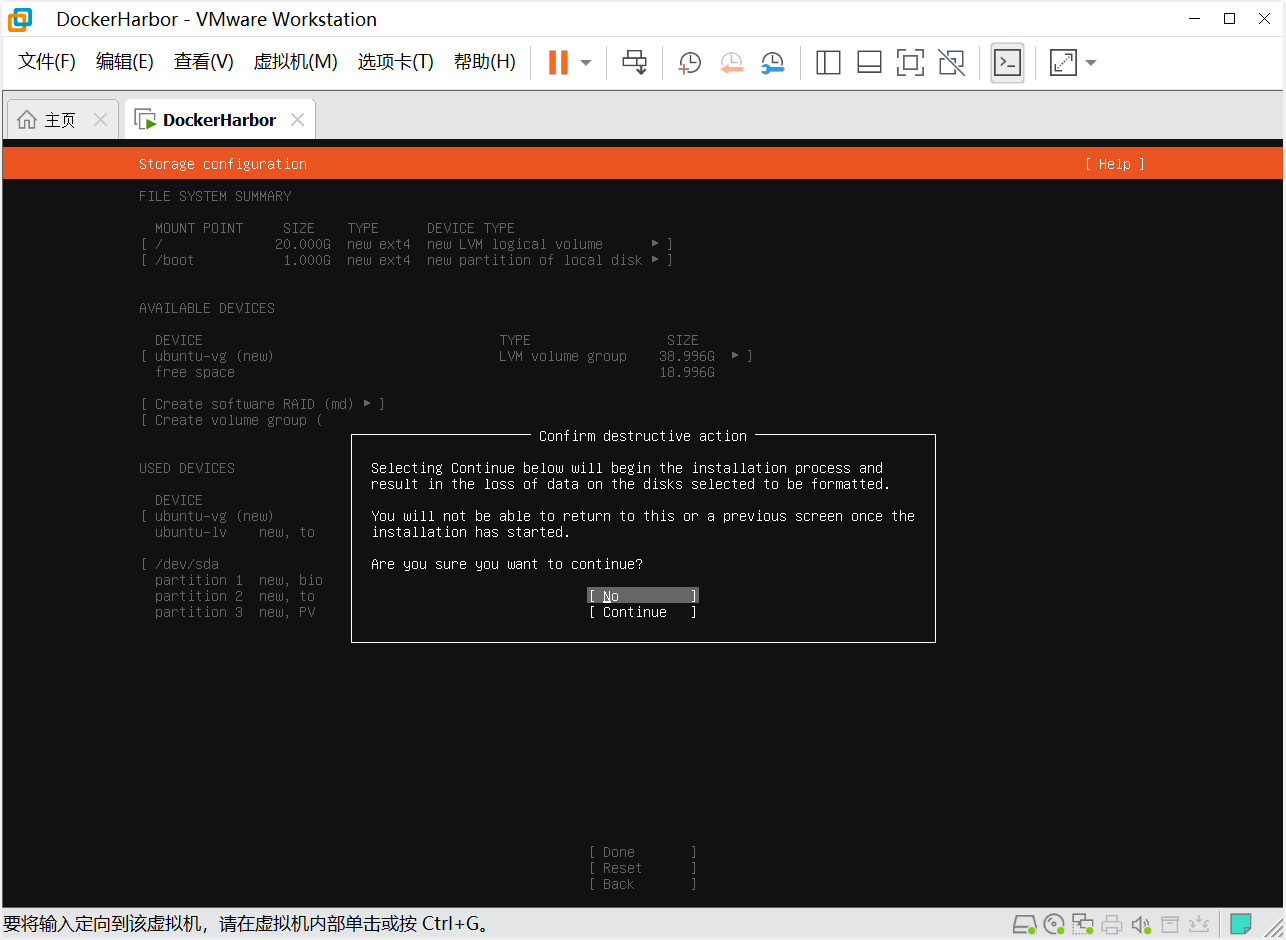 DockerHarbor - VMware Workstation
文件(F) 编辑(E) 查看(V) 虚拟机(M) 选项卡(T) 帮助(H)
主页 DockerHarbor
Storage configuration [ Help ]
FILE SYSTEM SUMMARY
MOUNT POINT SIZE TYPE DEVICE TYPE
[ / 20.000G new ext4 new LVM logical volume ▸ ]
[ /boot 1.000G new ext4 new partition of local disk ▸ ]
AVAILABLE DEVICES
DEVICE TYPE SIZE
[ ubuntu-vg (new) LVM volume group 38.996G ▸ ]
free space 18.996G
[ Create software RAID (md) ▸ ]
[ Create volume group (
Confirm destructive action
Selecting Continue below will begin the installation process and
result in the loss of data on the disks selected to be formatted.
You will not be able to return to this or a previous screen once the
installation has started.
Are you sure you want to continue?
[ No ]
[ Continue ]
USED DEVICES
DEVICE
[ ubuntu-vg (new)
ubuntu-lv new, to
[ /dev/sda
partition 1 new, bio
partition 2 new, to
partition 3 new, PV
[ Done ]
[ Reset ]
[ Back ]
要将输入定向到该虚拟机，请在虚拟机内部单击或按 Ctrl+G。